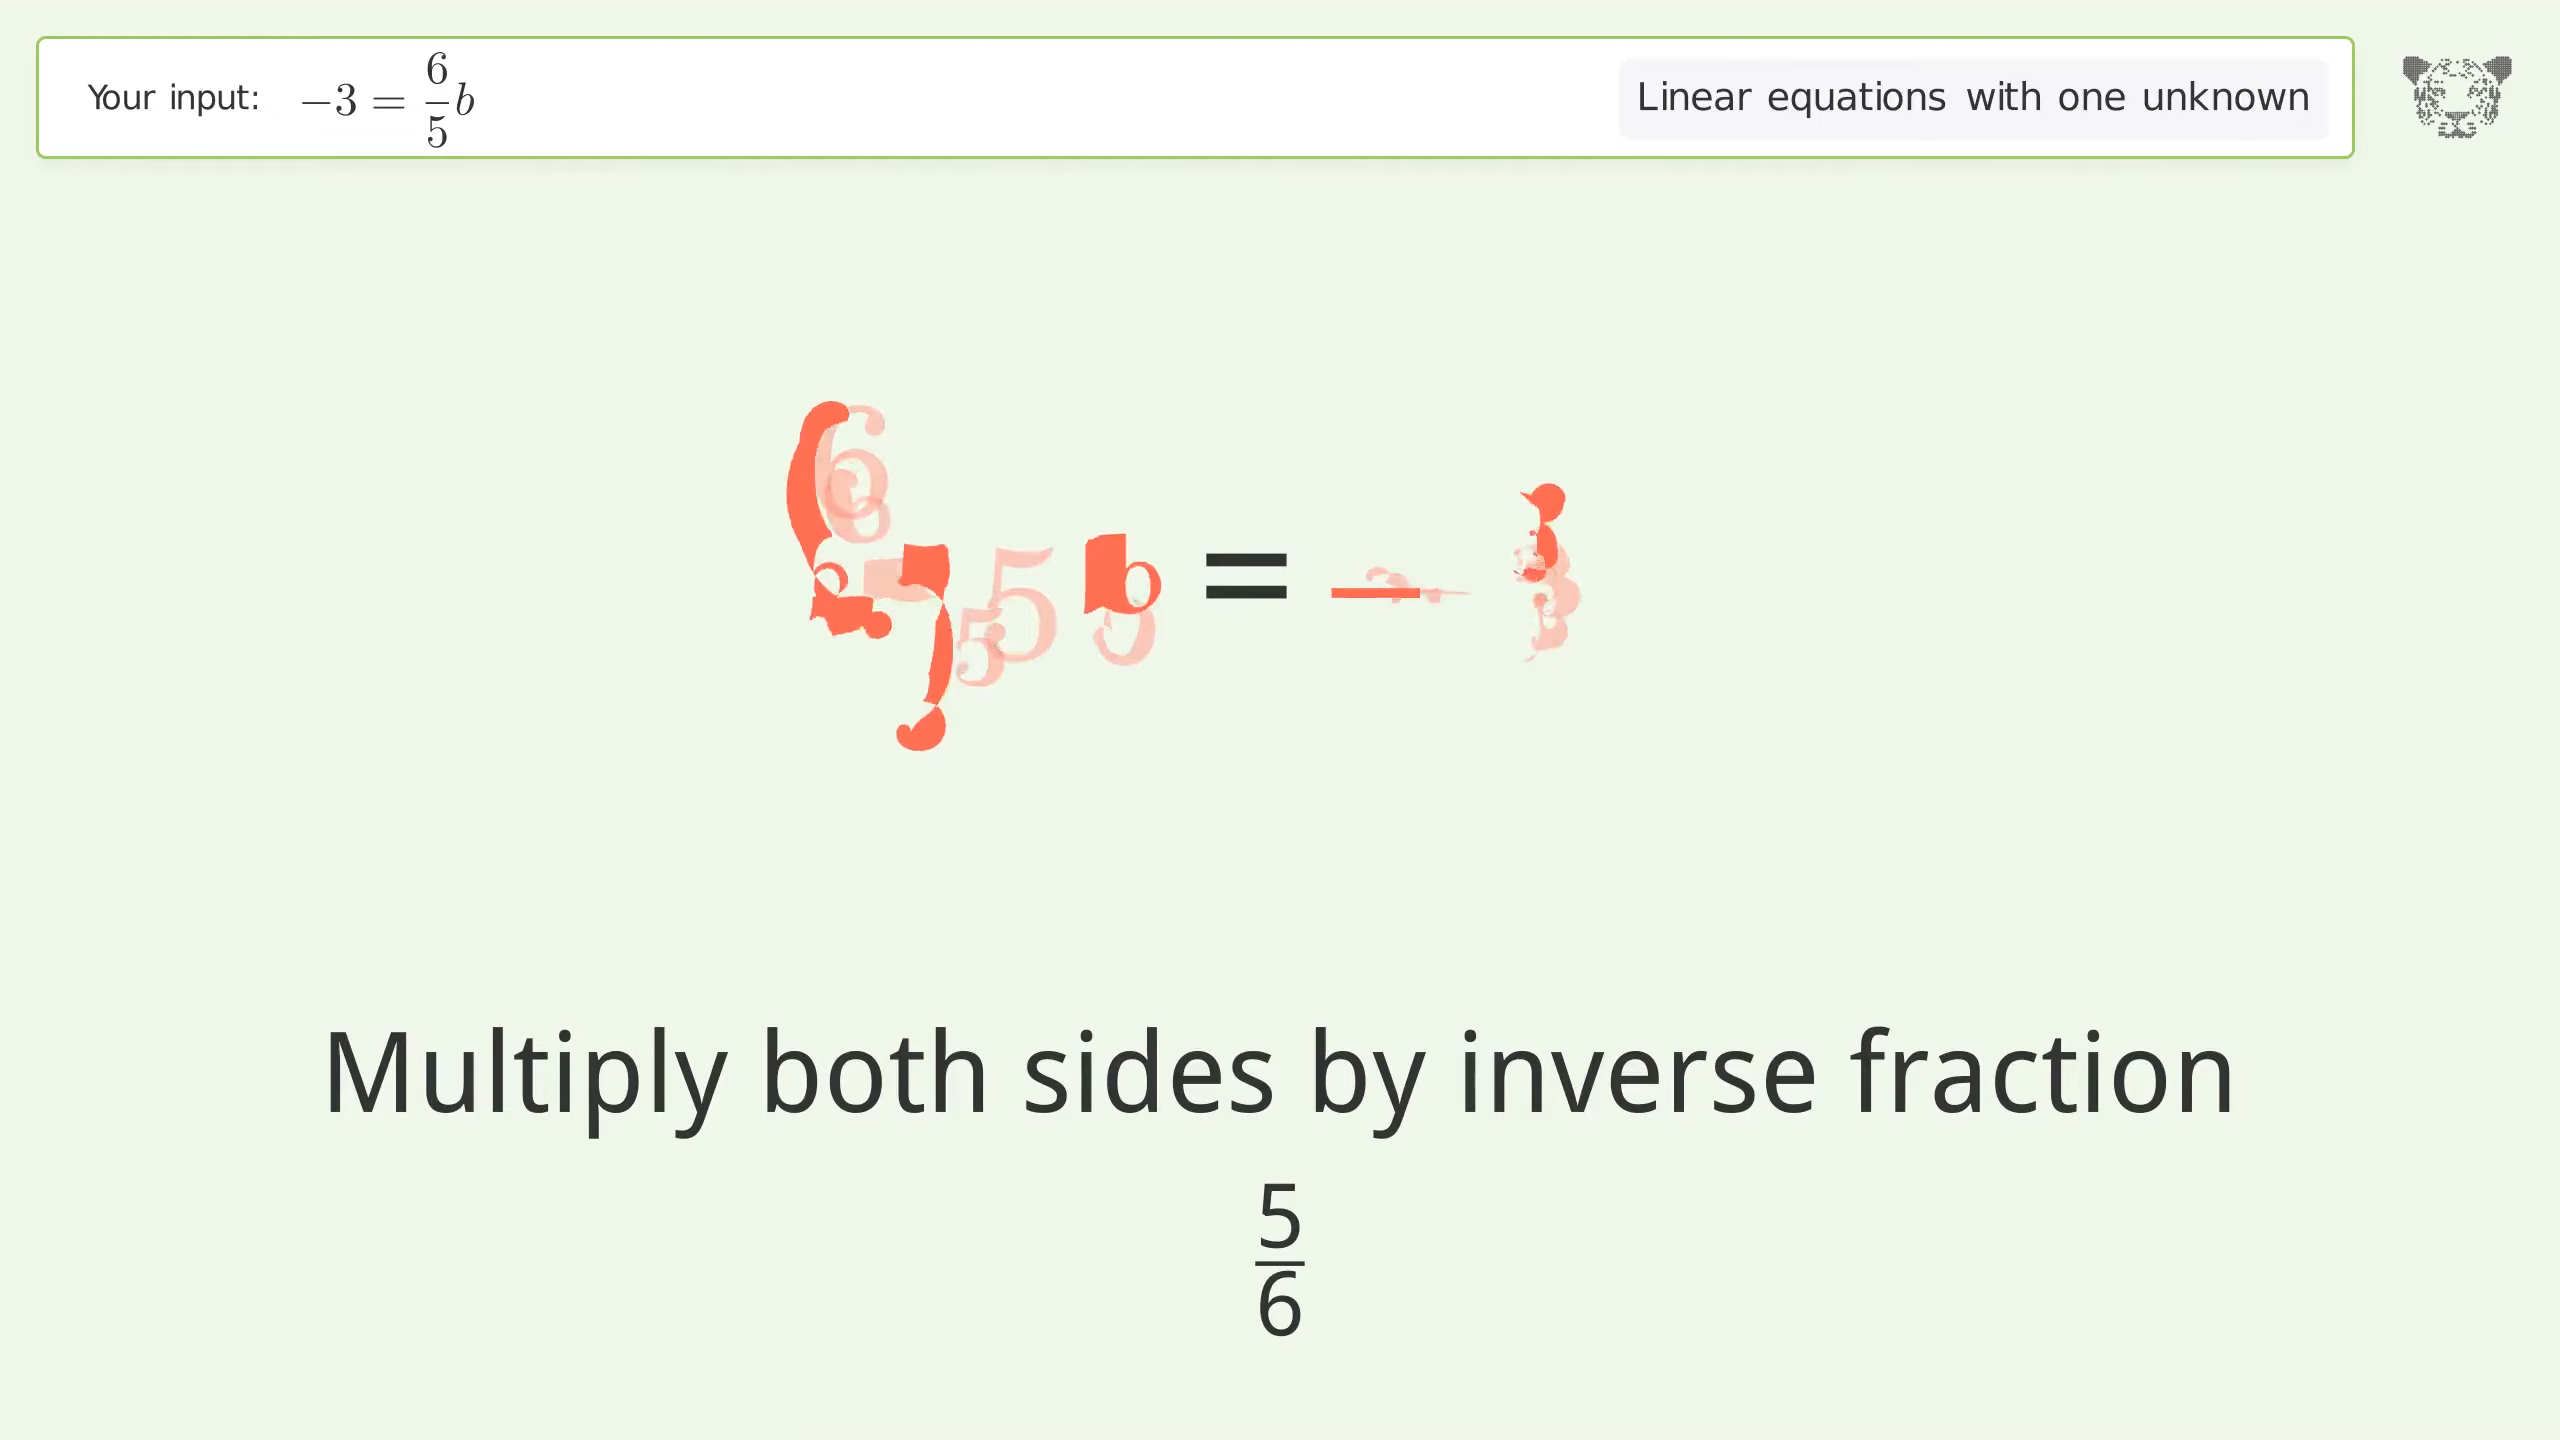 Your input: −3 = 6/5 b
Linear equations with one unknown
=
Multiply both sides by inverse fraction
5
6